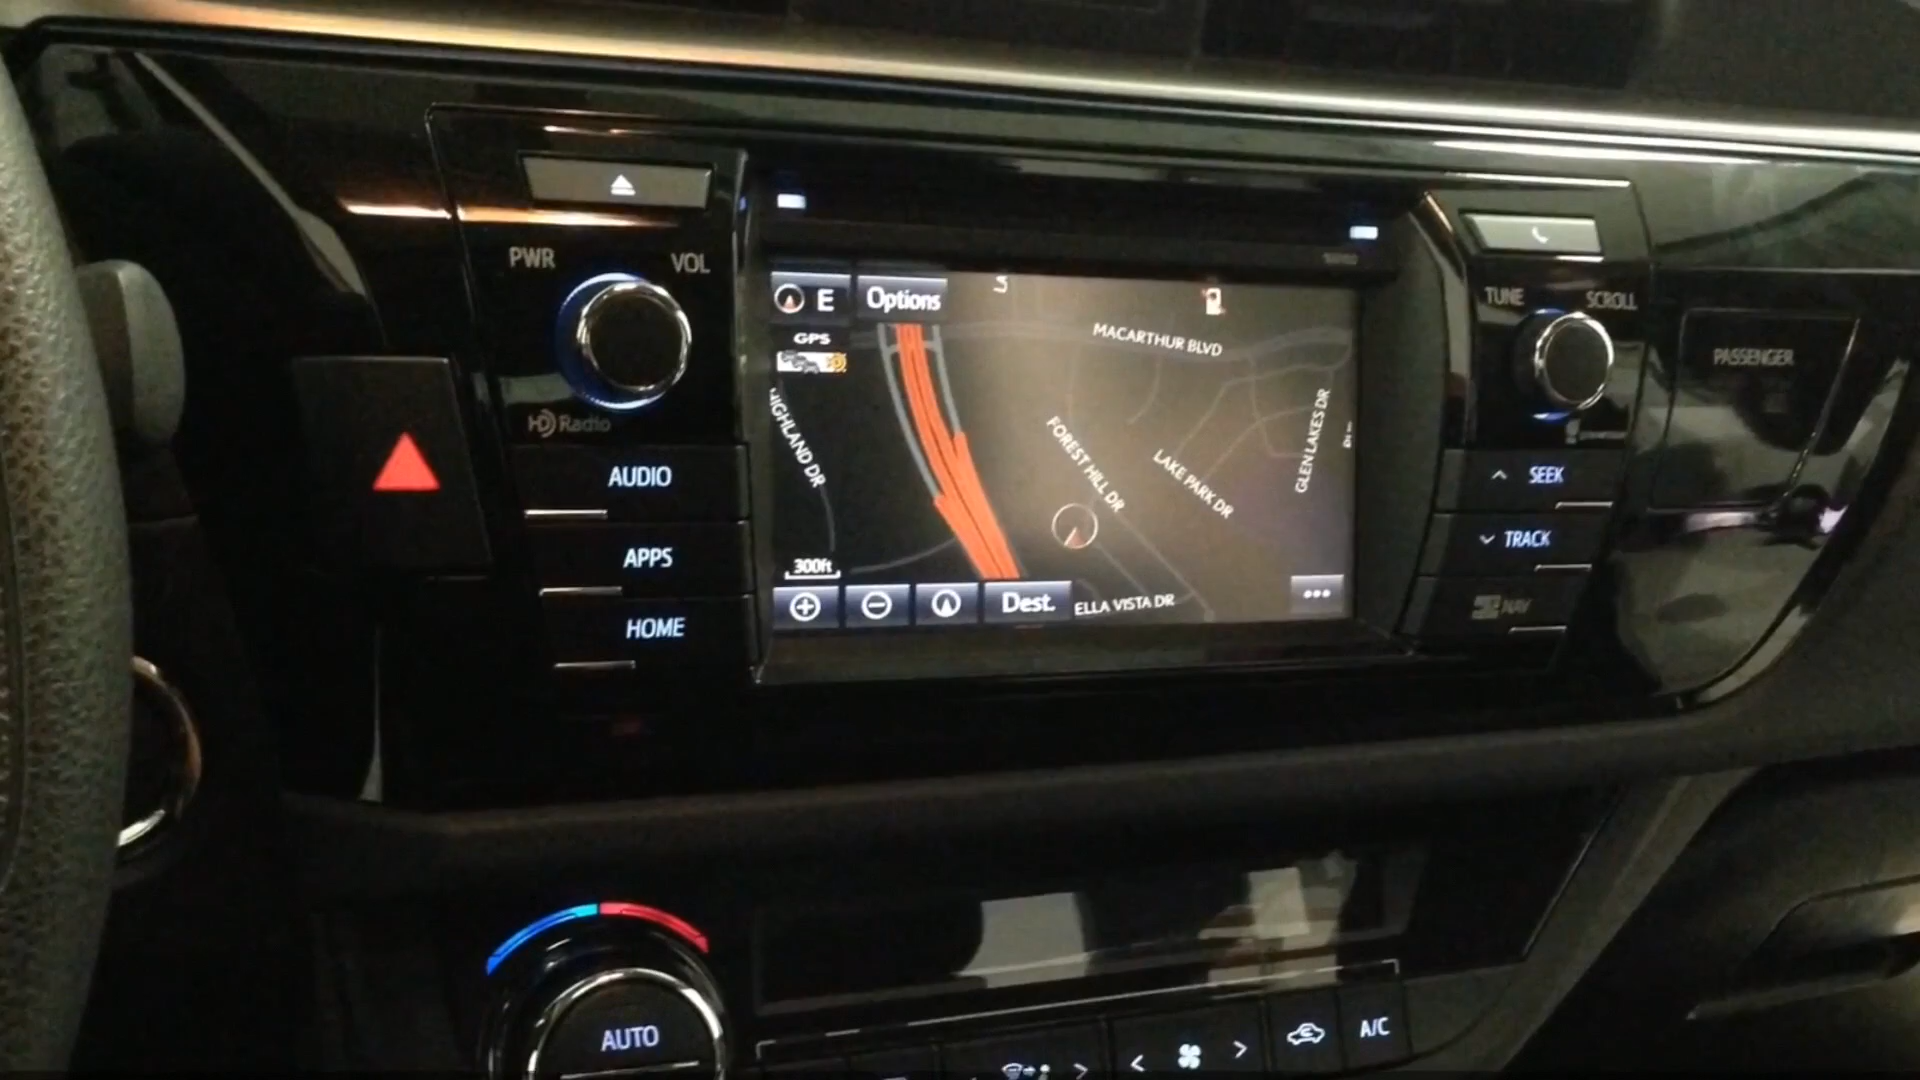 PWR
VOL
HD Radio
AUDIO
APPS
HOME
E
Options
GPS
MACARTHUR BLVD
HIGHLAND DR
FOREST HILL DR
LAKE PARK DR
GLEN LAKES DR
300ft
Dest.
ELLA VISTA DR
TUNE
SCROLL
SEEK
TRACK
NAV
PASSENGER
AUTO
A/C